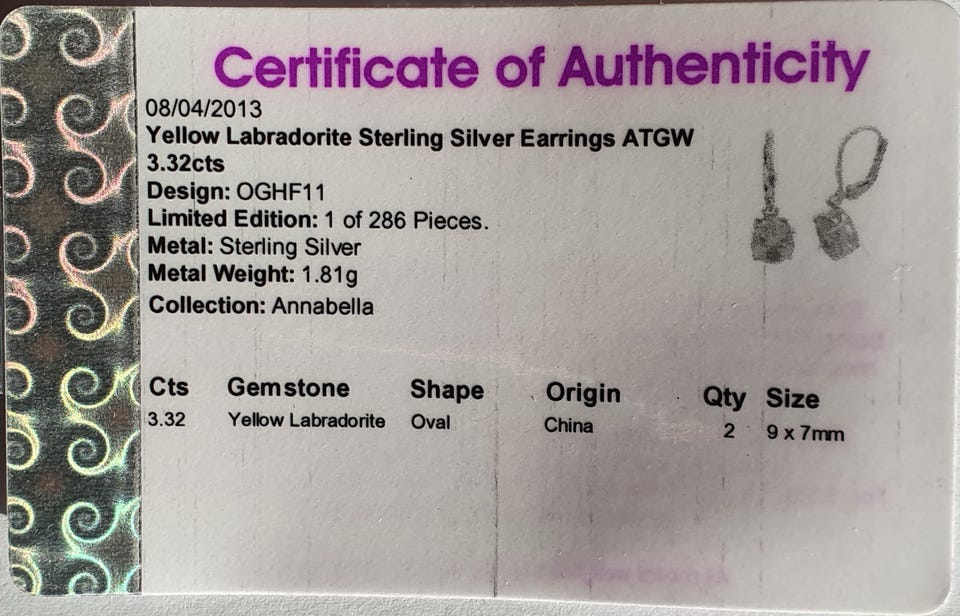 Certificate of Authenticity
08/04/2013
Yellow Labradorite Sterling Silver Earrings ATGW
3.32cts
Design: OGHF11
Limited Edition: 1 of 286 Pieces.
Metal: Sterling Silver
Metal Weight: 1.81g
Collection: Annabella
Cts Gemstone Shape Origin Qty Size
3.32 Yellow Labradorite Oval China 2 9 x 7mm